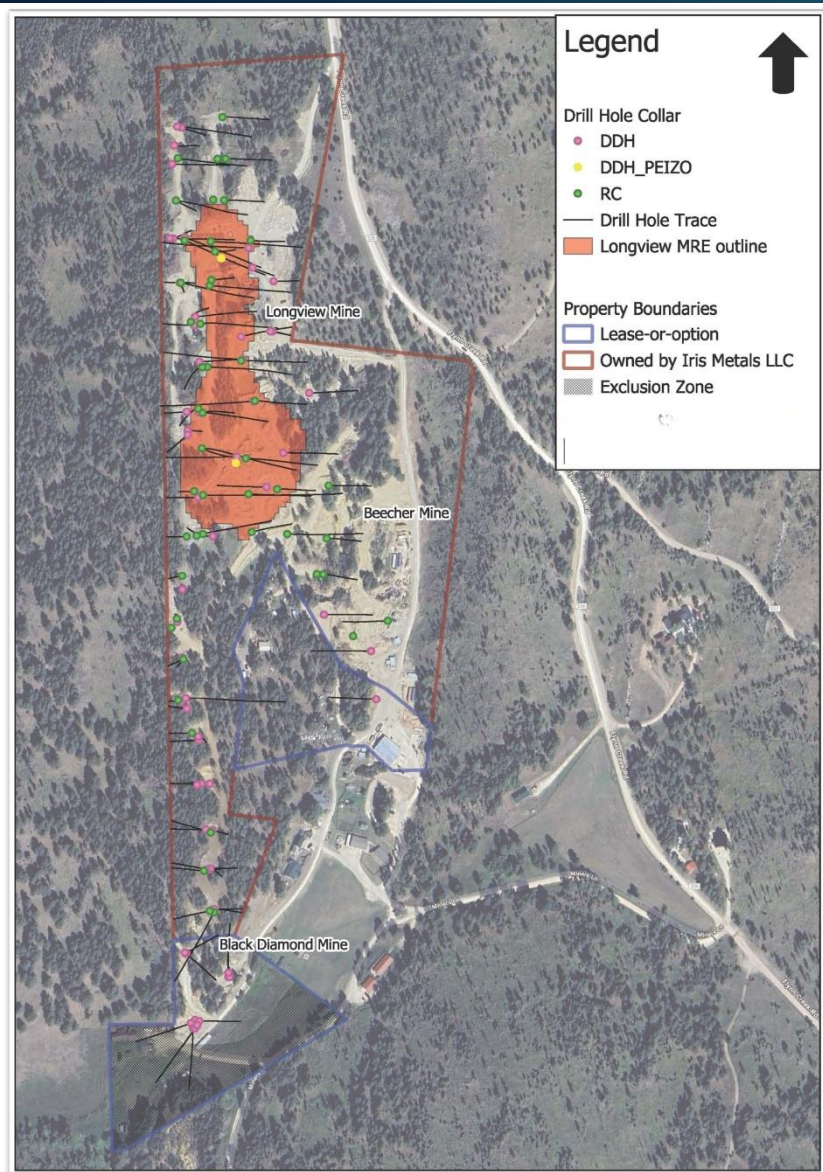 Legend
Drill Hole Collar
DDH
DDH_PEIZO
RC
Drill Hole Trace
Longview MRE outline
Property Boundaries
Lease-or-option
Owned by Iris Metals LLC
Exclusion Zone
Longview Mine
Beecher Mine
Black Diamond Mine